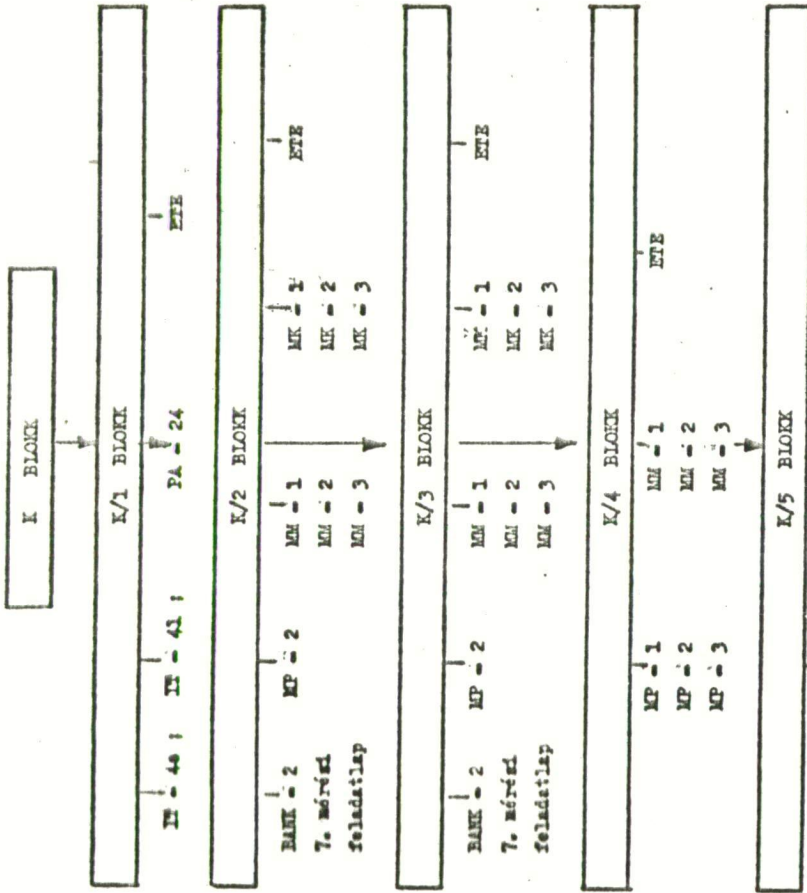 K BLOKK
K/1 BLOKK
41 ; PA - 24 ETE
K/2 BLOKK
BANK - 2 MP - 2 MM - 1 MK - 1 ETE
7. mérési MM - 2 MK - 2
feladatlap MM - 3 MK - 3
K/3 BLOKK
BANK - 2 MP - 2 MM - 1 MK - 1 ETE
7. mérési MM - 2 MK - 2
feladatlap MM - 3 MK - 3
K/4 BLOKK
MP - 1 MM - 1 ETE
MP - 2 MM - 2
MP - 3 MM - 3
K/5 BLOKK